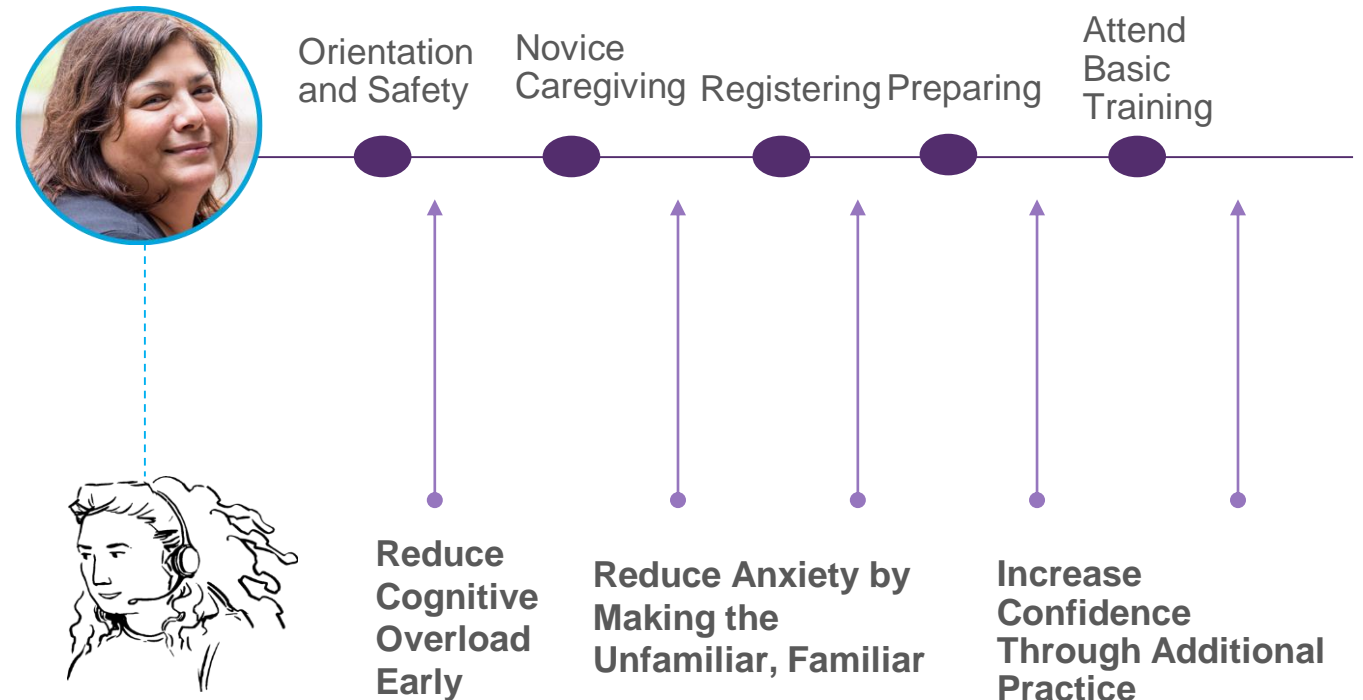 Orientation
and Safety
Novice
Caregiving
Registering
Preparing
Attend
Basic
Training
Reduce
Cognitive
Overload
Early
Reduce Anxiety by
Making the
Unfamiliar, Familiar
Increase
Confidence
Through Additional
Practice